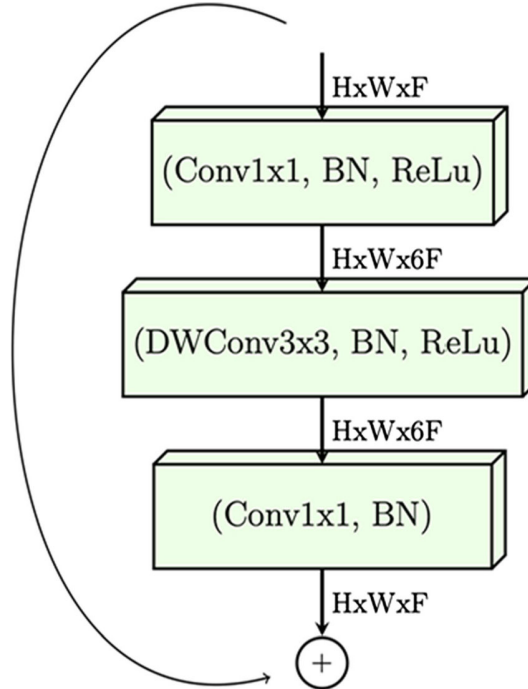 HxWxF
(Conv1x1, BN, ReLu)
HxWx6F
(DWConv3x3, BN, ReLu)
HxWx6F
(Conv1x1, BN)
HxWxF
+